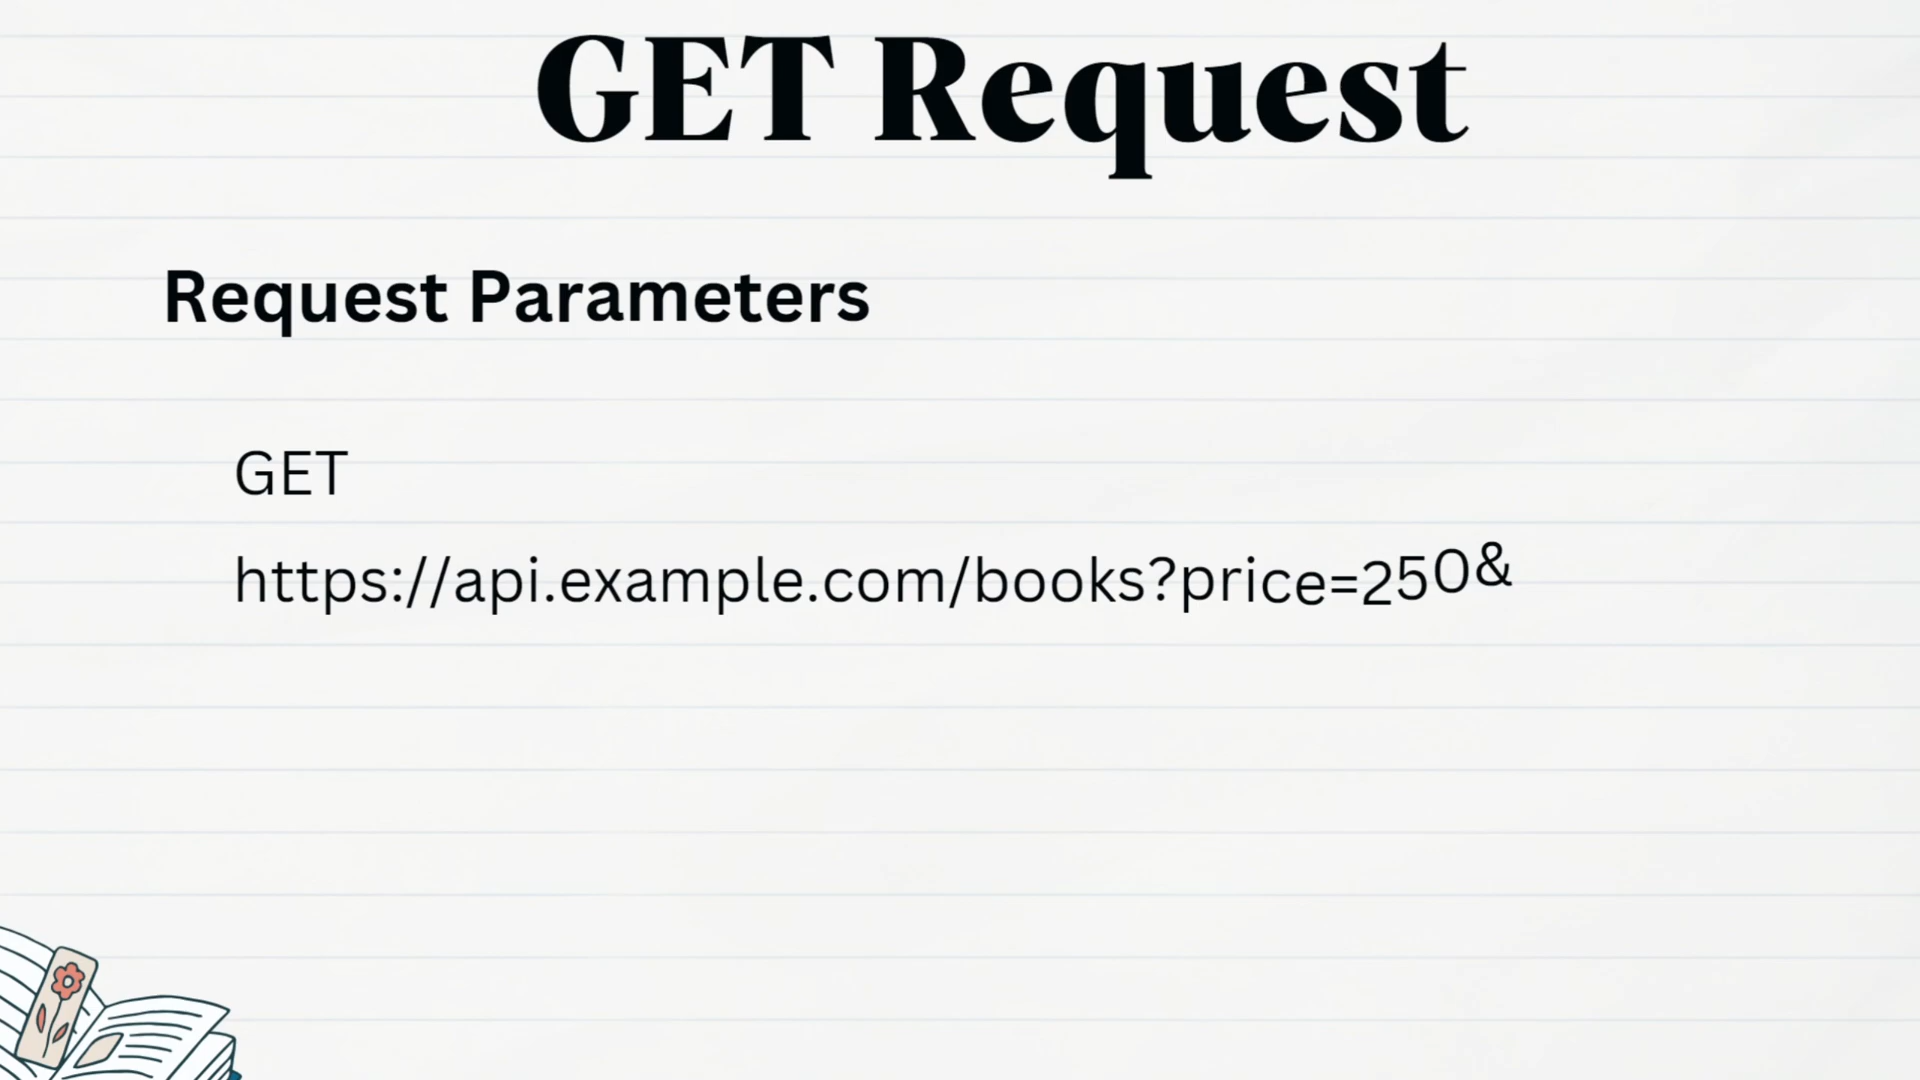 GET Request
Request Parameters
GET
https://api.example.com/books?price=250&